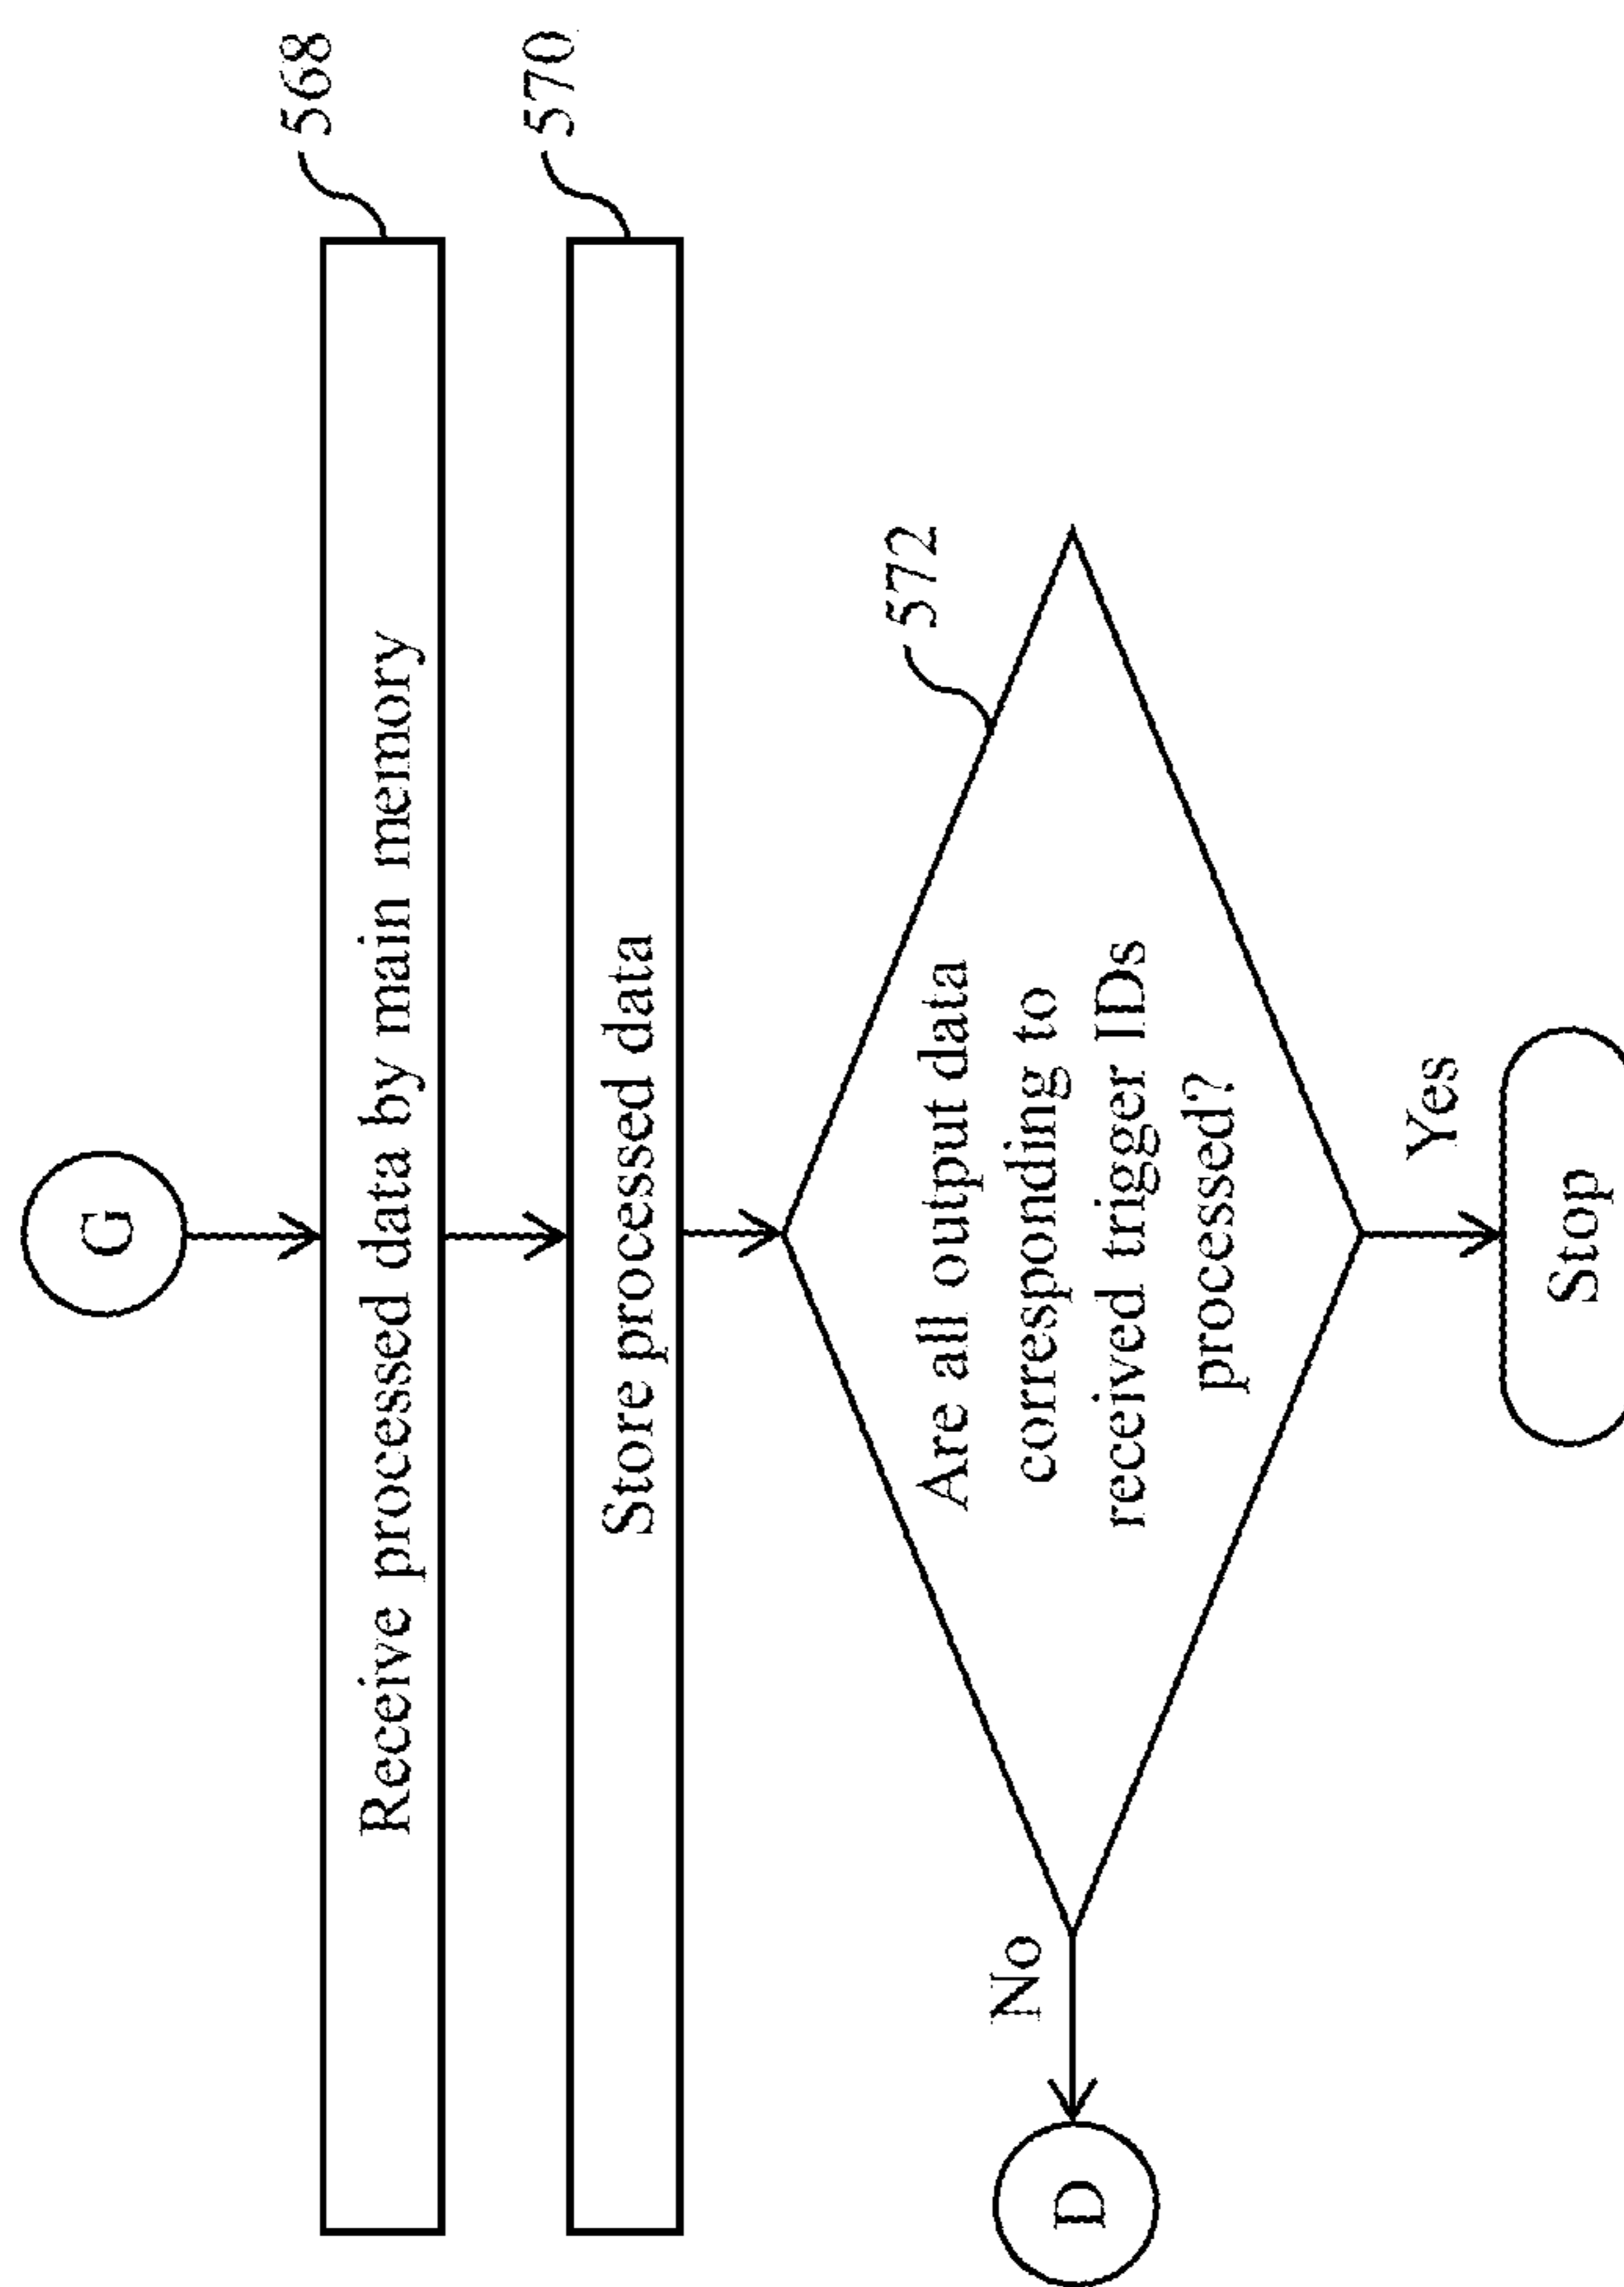 G
568
Receive processed data by main memory
570
Store processed data
572
Are all output data
corresponding to
received trigger IDs
processed?
No
D
Yes
Stop